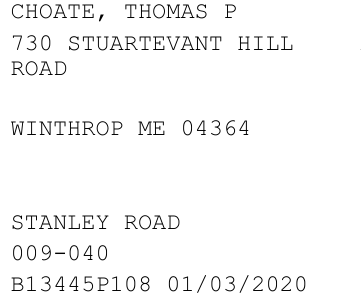 CHOATE, THOMAS P
730 STUARTEVANT HILL
ROAD
WINTHROP ME 04364
STANLEY ROAD
009-040
B13445P108 01/03/2020